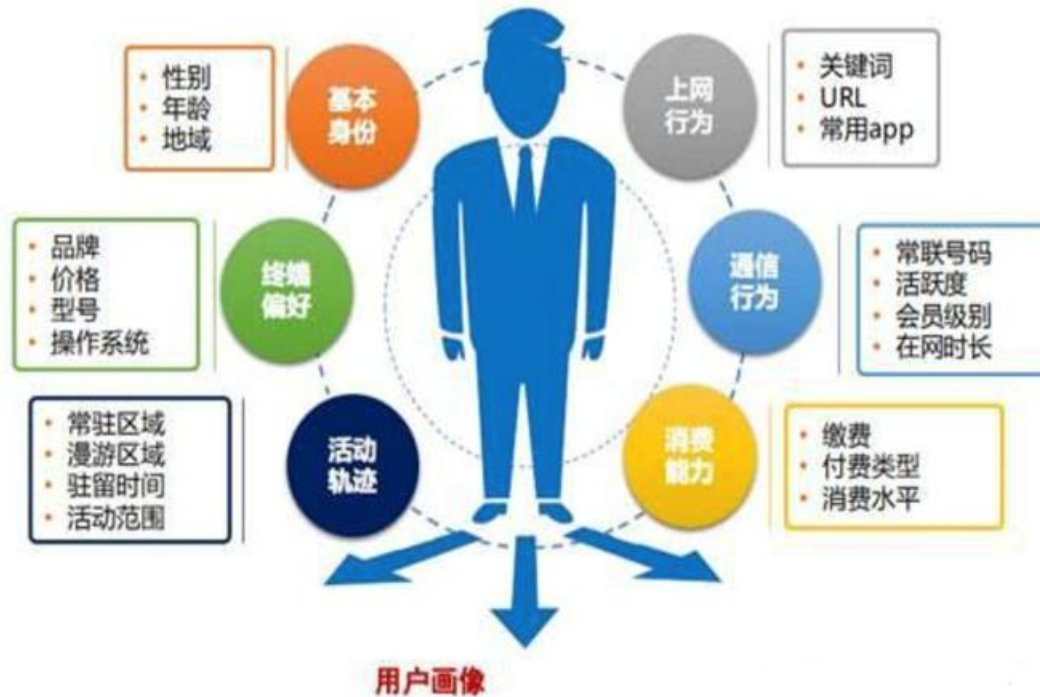 基本
身份
性别
年龄
地域
上网
行为
关键词
URL
常用app
终端
偏好
品牌
价格
型号
操作系统
通信
行为
常联号码
活跃度
会员级别
在网时长
活动
轨迹
常驻区域
漫游区域
驻留时间
活动范围
消费
能力
缴费
付费类型
消费水平
用户画像